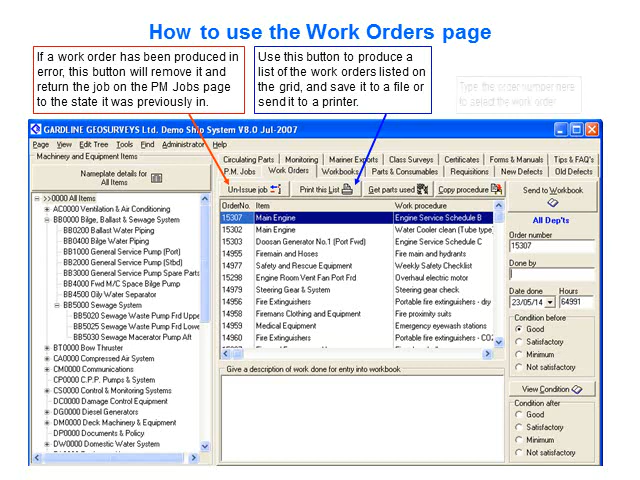 How to use the Work Orders page
If a work order has been produced in
error, this button will remove it and
return the job on the PM Jobs page
to the state it was previously in.
Use this button to produce a
list of the work orders listed on
the grid, and save it to a file or
send it to a printer.
Type the order number here
to select the work order
GARDLINE GEOSURVEYS Ltd. Demo Ship System V8.0 Jul-2007
Page View Edit Tree Tools Find Administrator Help
Machinery and Equipment Items
Nameplate details for
All Items
>>0000 All Items
AC0000 Ventilation & Air Conditioning
BB0000 Bilge, Ballast & Sewage System
BB0200 Ballast Water Piping
BB0400 Bilge Water Piping
BB1000 General Service Pump (Port)
BB2000 General Service Pump (Stbd)
BB3000 General Service Pump Spare Parts
BB4000 Fwd M/C Space Bilge Pump
BB4500 Oily Water Separator
BB5000 Sewage System
BB5020 Sewage Waste Pump Frd Uppe
BB5025 Sewage Waste Pump Frd Lowe
BB5030 Sewage Macerator Pump Aft
BT0000 Bow Thruster
CA0000 Compressed Air System
CM0000 Communications
CP0000 C.P.P. Pumps & System
CS0000 Control & Monitoring Systems
DC0000 Damage Control Equipment
DG0000 Diesel Generators
DM0000 Deck Machinery & Equipment
DP0000 Documents & Policy
DW0000 Domestic Water System
Circulating Parts Monitoring Mariner Exports Class Surveys Certificates Forms & Manuals Tips & FAQ's
P.M. Jobs Work Orders Workbooks Parts & Consumables Requisitions New Defects Old Defects
Un-Issue job Print this List Get parts used Copy procedure
OrderNo. Item Work procedure
15307 Main Engine Engine Service Schedule B
15302 Main Engine Water Cooler clean (Tube type)
15303 Doosan Generator No.1 (Port Fwd) Engine Service Schedule C
14955 Firemain and Hoses Fire main and hydrants
14977 Safety and Rescue Equipment Weekly Safety Checklist
15298 Engine Room Vent Fan Port Fwd Overhaul electric motor
14979 Steering Gear & System Steering gear check
14956 Fire Extinguishers Portable fire extinguishers - dry
14958 Firemans Clothing and Equipment Fire proximity suits
14959 Medical Equipment Emergency eyewash stations
14960 Fire Extinguishers Portable fire extinguishers - CO2
Give a description of work done for entry into workbook
Send to Workbook
All Dep'ts
Order number
15307
Done by
Date done Hours
23/05/14 64991
Condition before
Good
Satisfactory
Minimum
Not satisfactory
View Condition
Condition after
Good
Satisfactory
Minimum
Not satisfactory